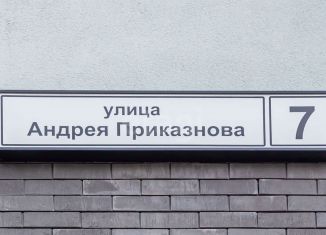 улица
Андрея Приказнова
7